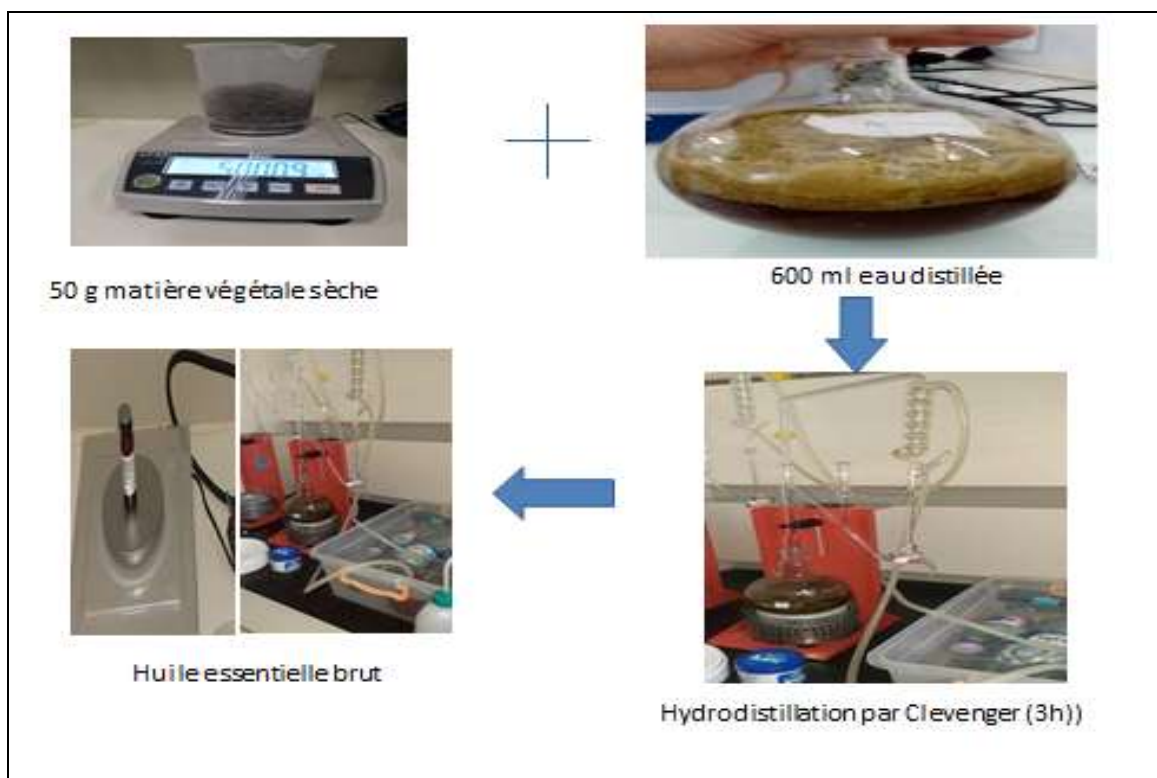 50 g matière végétale sèche
600 ml eau distillée
Hydrodistillation par Clevenger (3h))
Huile essentielle brut